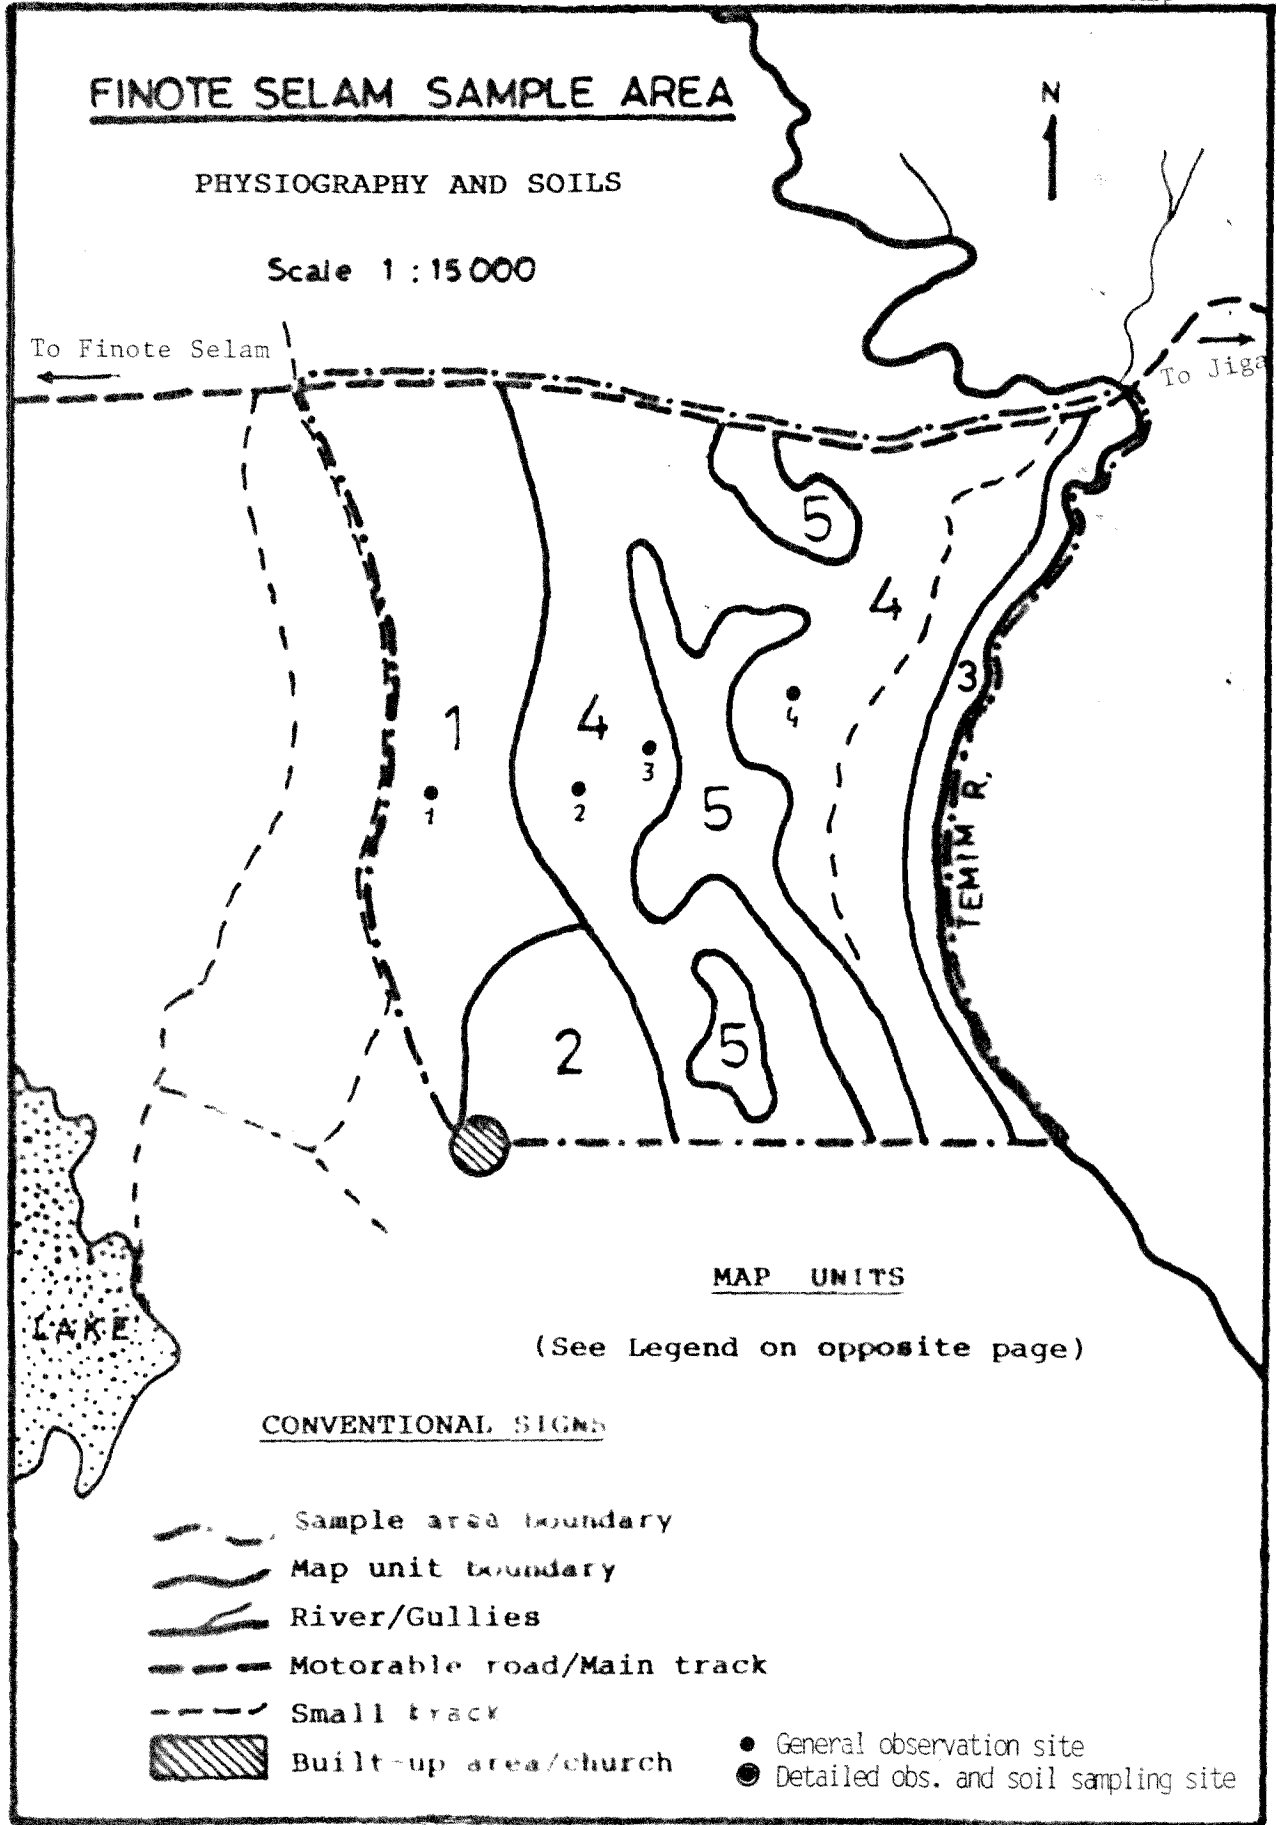 FINOTE SELAM SAMPLE AREA
PHYSIOGRAPHY AND SOILS
Scale 1 : 15 000
N
To Finote Selam
To Jiga
5
4
3
1
4
4
3
1
2
5
TEMIM R.
2
5
LAKE
MAP UNITS
(See Legend on opposite page)
CONVENTIONAL SIGNS
Sample area boundary
Map unit boundary
River/Gullies
Motorable road/Main track
Small track
Built-up area/church
General observation site
Detailed obs. and soil sampling site